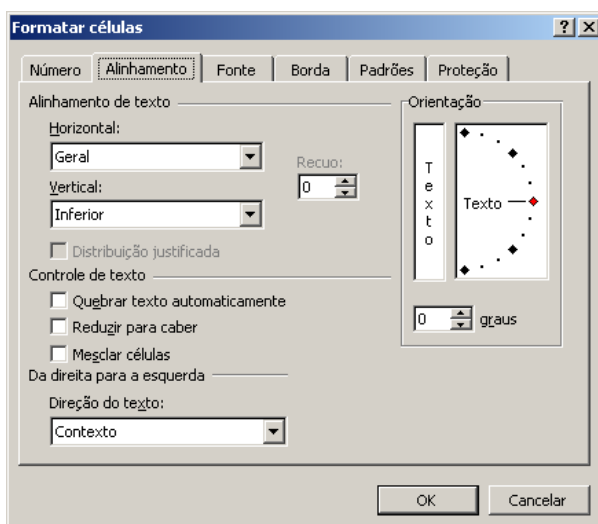 Formatar células
Número Alinhamento Fonte Borda Padrões Proteção
Alinhamento de texto
Horizontal:
Geral
Recuo:
0
Vertical:
Inferior
Distribuição justificada
Controle de texto
Quebrar texto automaticamente
Reduzir para caber
Mesclar células
Da direita para a esquerda
Direção do texto:
Contexto
Orientação
Texto
Texto
0 graus
OK Cancelar